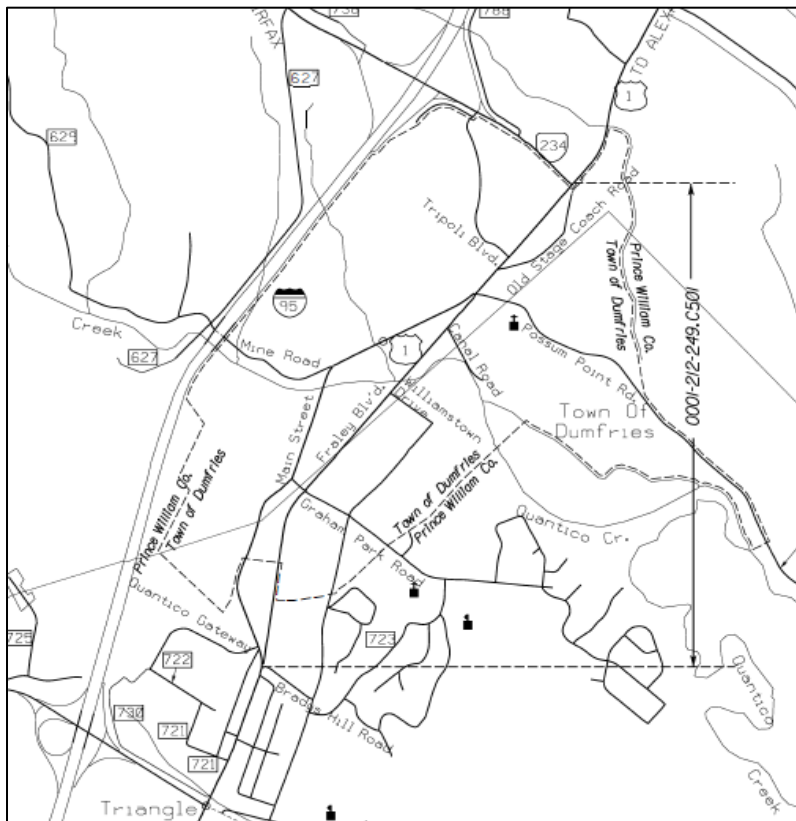 IRFAX
736
788
TO ALEX
627
1
629
234
Tripoli Blvd.
Old Stage Coach Road
Prince William Co.
Town of Dumfries
0001-212-249,C501
95
Creek
627
Mine Road
1
Canal Road
Possum Point Rd.
Williamstown
Drive
Town Of
Dumfries
Main Street
Fraley Blv'd.
Town of Dumfries
Prince William Co.
Prince William Co.
Town of Dumfries
Graham Park Road
Quantico Cr.
Quantico Gateway
725
722
723
Bradys Hill Road
730
721
721
Quantico
Creek
Triangle